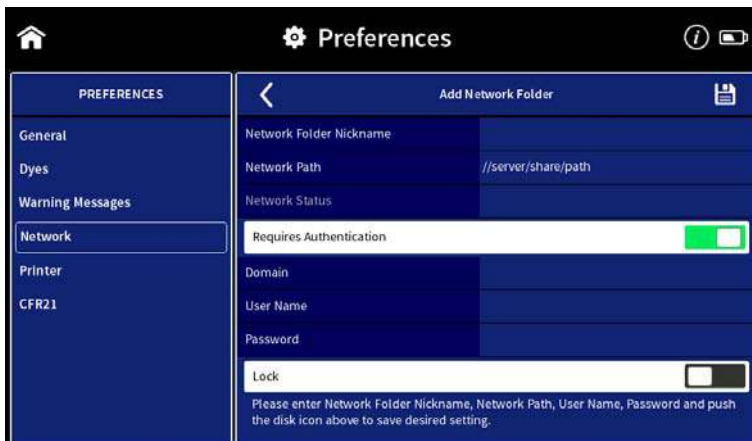 Preferences
PREFERENCES
Add Network Folder
General
Dyes
Warning Messages
Network
Printer
CFR21
Network Folder Nickname
Network Path //server/share/path
Network Status
Requires Authentication
Domain
User Name
Password
Lock
Please enter Network Folder Nickname, Network Path, User Name, Password and push
the disk icon above to save desired setting.